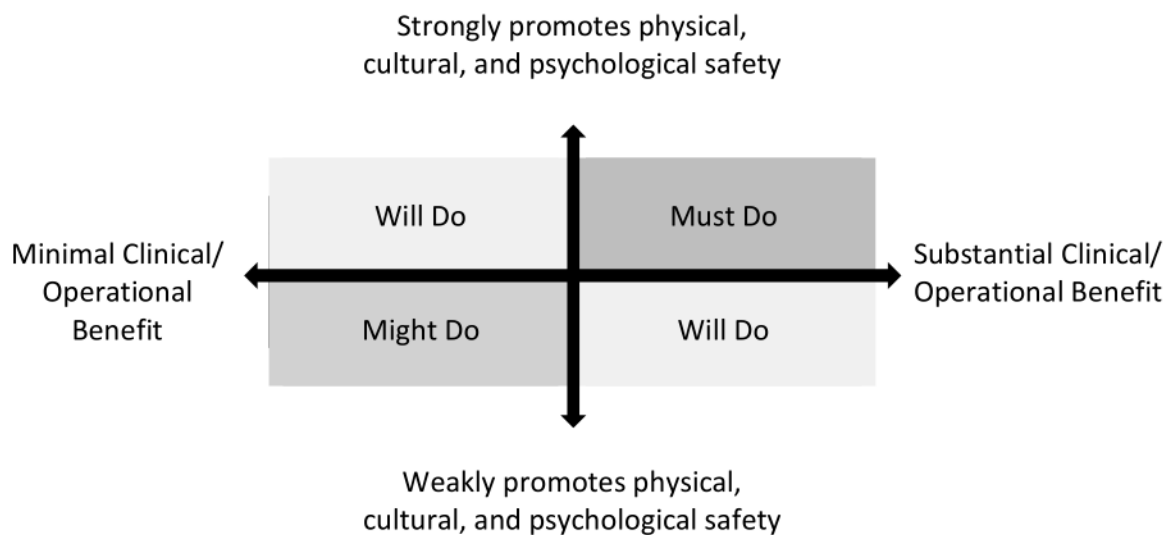 Strongly promotes physical,
cultural, and psychological safety
Will Do
Must Do
Minimal Clinical/
Operational
Benefit
Substantial Clinical/
Operational Benefit
Might Do
Will Do
Weakly promotes physical,
cultural, and psychological safety